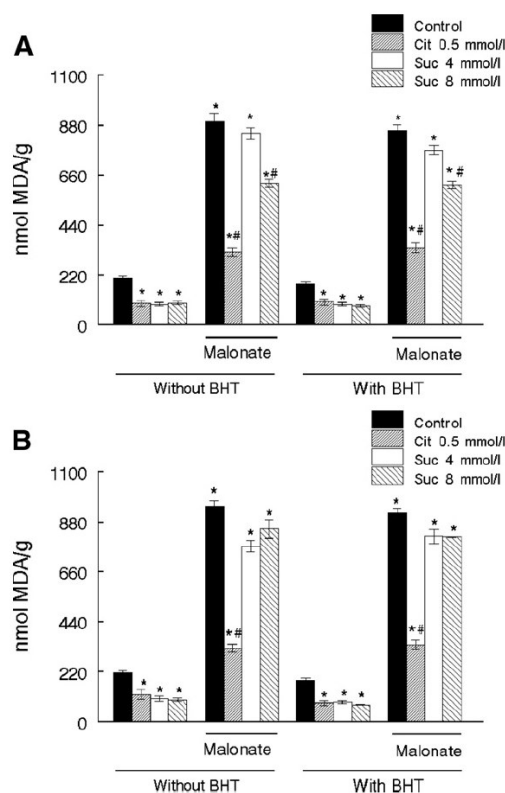 A
Control
Cit 0.5 mmol/l
Suc 4 mmol/l
Suc 8 mmol/l
nmol MDA/g
1100
880
660
440
220
0
* * * * *# * *# * * * * *# * *#
Malonate Malonate
Without BHT With BHT
B
Control
Cit 0.5 mmol/l
Suc 4 mmol/l
Suc 8 mmol/l
nmol MDA/g
1100
880
660
440
220
0
* * * * *# * * * * * * *# * *
Malonate Malonate
Without BHT With BHT